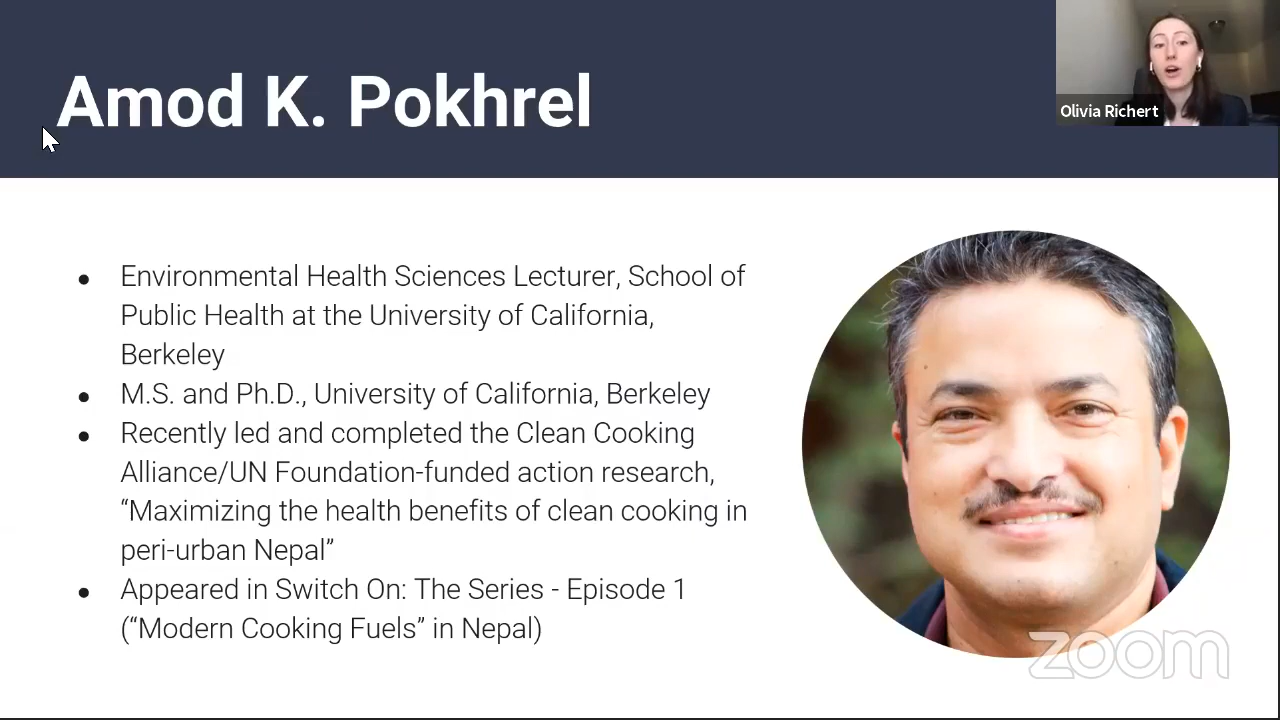 Amod K. Pokhrel
Olivia Richert
● Environmental Health Sciences Lecturer, School of
Public Health at the University of California,
Berkeley
● M.S. and Ph.D., University of California, Berkeley
● Recently led and completed the Clean Cooking
Alliance/UN Foundation-funded action research,
“Maximizing the health benefits of clean cooking in
peri-urban Nepal”
● Appeared in Switch On: The Series - Episode 1
(“Modern Cooking Fuels” in Nepal)
zoom